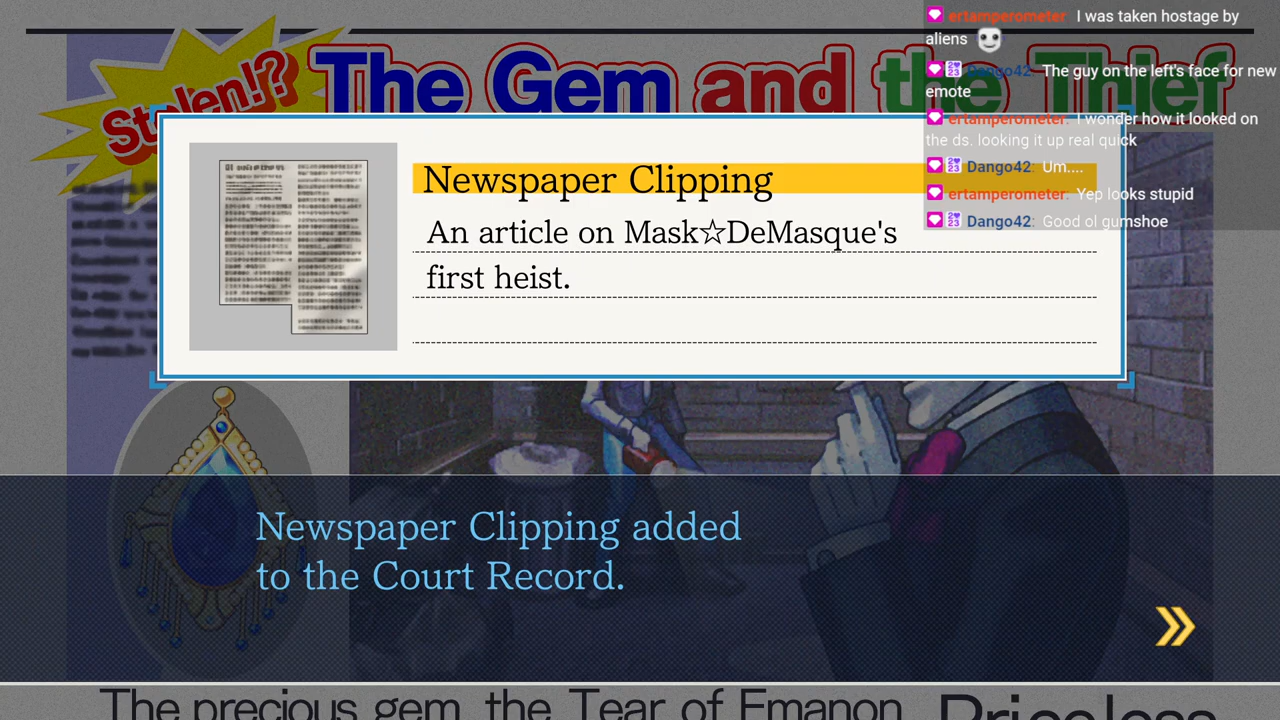 Stolen!?
The Gem and the Thief
Newspaper Clipping
An article on Mask☆DeMasque's
first heist.
Newspaper Clipping added
to the Court Record.
The precious gem, the Tear of Emanon,
Priceless
ertamperometer: I was taken hostage by
aliens
Dango42: The guy on the left's face for new
emote
ertamperometer: I wonder how it looked on
the ds. looking it up real quick
Dango42: Um....
ertamperometer: Yep looks stupid
Dango42: Good ol gumshoe